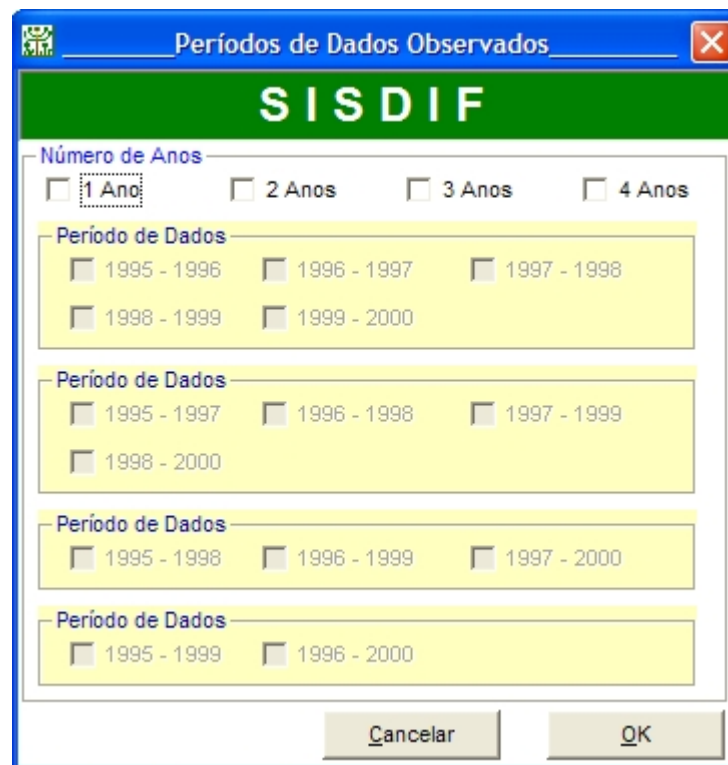 _________Períodos de Dados Observados__________
SISDIF
Número de Anos
1 Ano 2 Anos 3 Anos 4 Anos
Período de Dados
1995 - 1996 1996 - 1997 1997 - 1998
1998 - 1999 1999 - 2000
Período de Dados
1995 - 1997 1996 - 1998 1997 - 1999
1998 - 2000
Período de Dados
1995 - 1998 1996 - 1999 1997 - 2000
Período de Dados
1995 - 1999 1996 - 2000
Cancelar OK